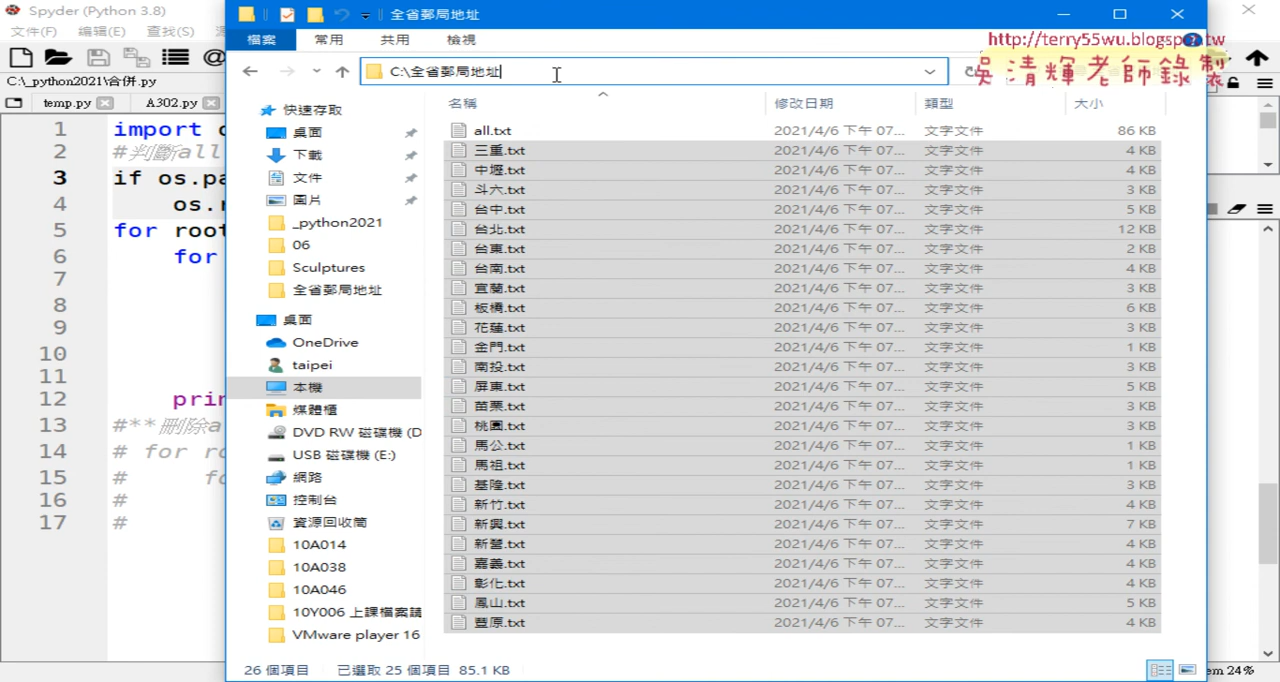 Spyder (Python 3.8)
文件(F) 編輯(E) 查找(S)
C:\_python2021\合併.py
temp.py
A302.py
1 import
2 #判斷all
3 if os.pa
4 os.
5 for root
6 for
7
8
9
10
11
12 prin
13 #**刪除a
14 # for ro
15 # fo
16 #
17 #
全省郵局地址
檔案 常用 共用 檢視
http://terry55wu.blogspot.tw
吳清輝老師錄製
C:\全省郵局地址
快速存取
桌面
下載
文件
圖片
_python2021
06
Sculptures
全省郵局地址
桌面
OneDrive
taipei
本機
媒體櫃
DVD RW 磁碟機 (D
USB 磁碟機 (E:)
網路
控制台
資源回收筒
10A014
10A038
10A046
10Y006 上課檔案請
VMware player 16
名稱 修改日期 類型 大小
all.txt 2021/4/6 下午 07... 文字文件 86 KB
三重.txt 2021/4/6 下午 07... 文字文件 4 KB
中壢.txt 2021/4/6 下午 07... 文字文件 4 KB
斗六.txt 2021/4/6 下午 07... 文字文件 3 KB
台中.txt 2021/4/6 下午 07... 文字文件 5 KB
台北.txt 2021/4/6 下午 07... 文字文件 12 KB
台東.txt 2021/4/6 下午 07... 文字文件 2 KB
台南.txt 2021/4/6 下午 07... 文字文件 4 KB
宜蘭.txt 2021/4/6 下午 07... 文字文件 3 KB
板橋.txt 2021/4/6 下午 07... 文字文件 6 KB
花蓮.txt 2021/4/6 下午 07... 文字文件 3 KB
金門.txt 2021/4/6 下午 07... 文字文件 1 KB
南投.txt 2021/4/6 下午 07... 文字文件 3 KB
屏東.txt 2021/4/6 下午 07... 文字文件 5 KB
苗栗.txt 2021/4/6 下午 07... 文字文件 3 KB
桃園.txt 2021/4/6 下午 07... 文字文件 3 KB
馬公.txt 2021/4/6 下午 07... 文字文件 1 KB
馬祖.txt 2021/4/6 下午 07... 文字文件 1 KB
基隆.txt 2021/4/6 下午 07... 文字文件 3 KB
新竹.txt 2021/4/6 下午 07... 文字文件 4 KB
新興.txt 2021/4/6 下午 07... 文字文件 7 KB
新營.txt 2021/4/6 下午 07... 文字文件 4 KB
嘉義.txt 2021/4/6 下午 07... 文字文件 4 KB
彰化.txt 2021/4/6 下午 07... 文字文件 4 KB
鳳山.txt 2021/4/6 下午 07... 文字文件 5 KB
豐原.txt 2021/4/6 下午 07... 文字文件 4 KB
26 個項目 已選取 25 個項目 85.1 KB
em 24%